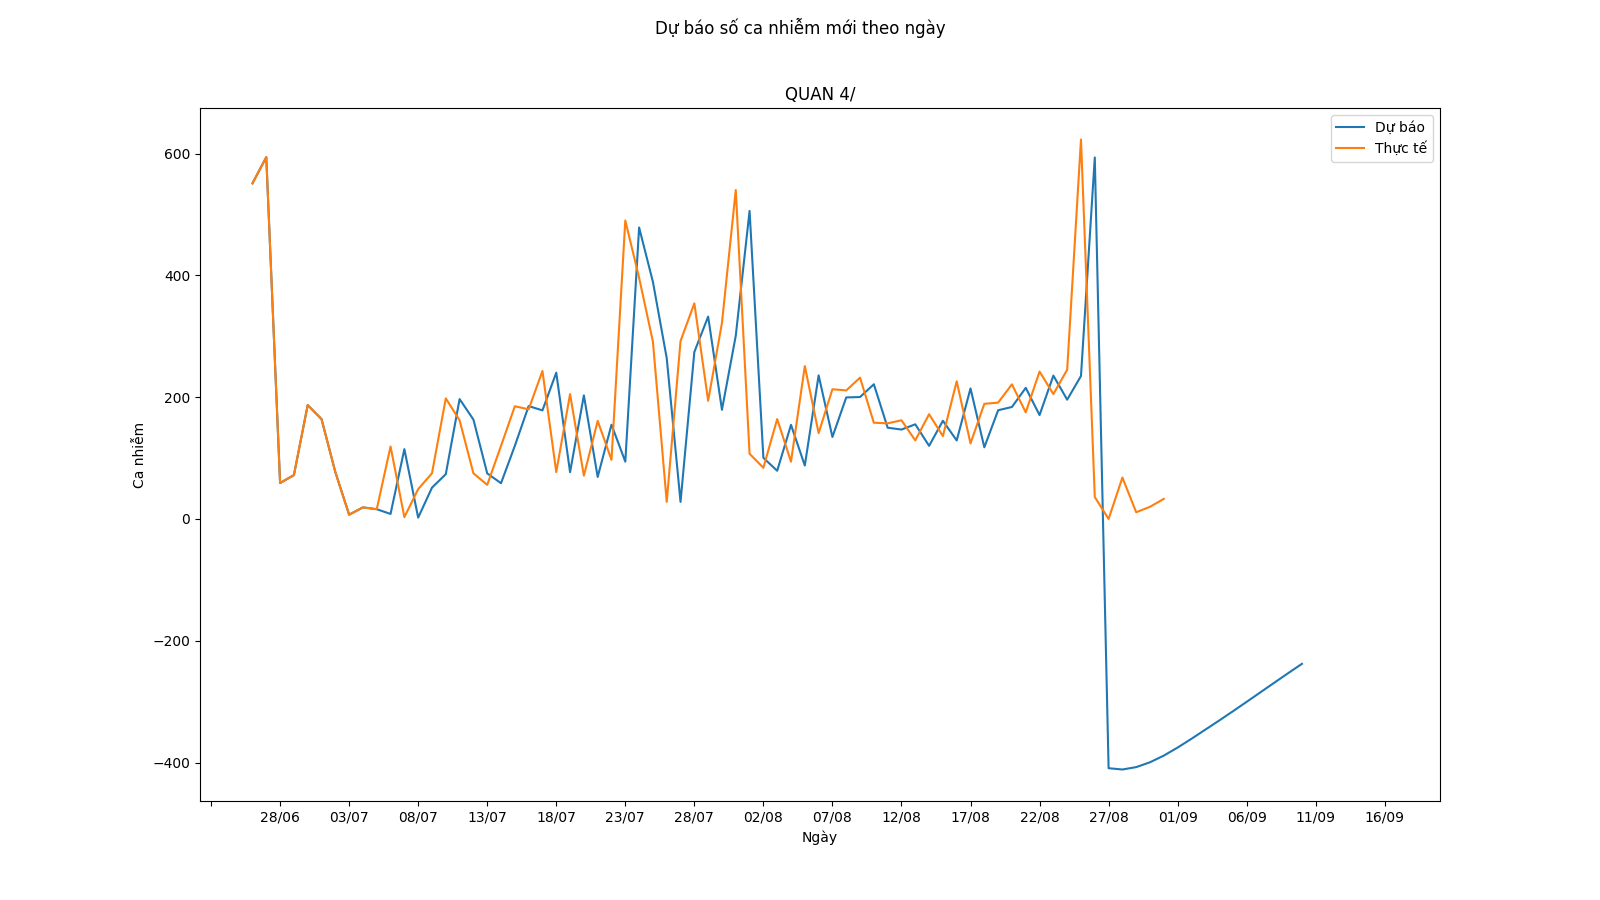 Dự báo số ca nhiễm mới theo ngày
QUAN 4/
Dự báo
Thực tế
600
400
200
0
−200
−400
Ca nhiễm
28/06 03/07 08/07 13/07 18/07 23/07 28/07 02/08 07/08 12/08 17/08 22/08 27/08 01/09 06/09 11/09 16/09
Ngày